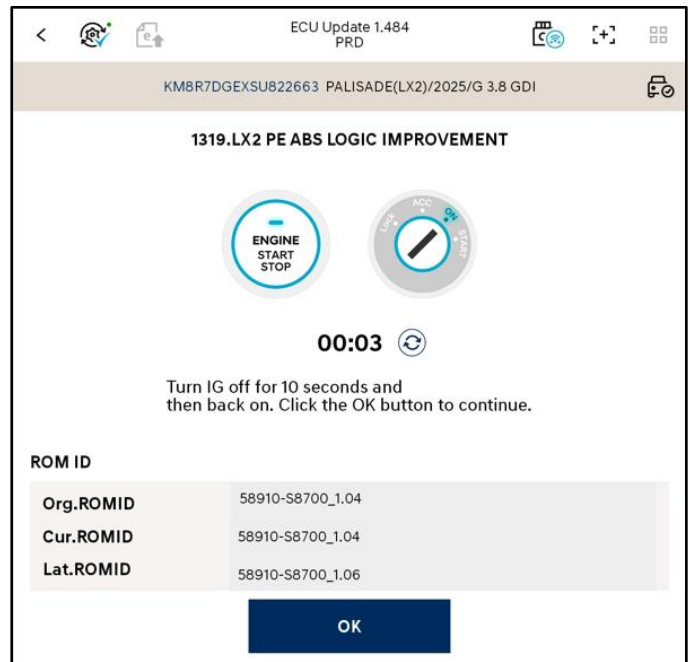 ECU Update 1.484
PRD
KM8R7DGEXSU822663 PALISADE(LX2)/2025/G 3.8 GDI
1319.LX2 PE ABS LOGIC IMPROVEMENT
ENGINE
START
STOP
Lock
ACC
ON
START
00:03
Turn IG off for 10 seconds and
then back on. Click the OK button to continue.
ROM ID
Org.ROMID 58910-S8700_1.04
Cur.ROMID 58910-S8700_1.04
Lat.ROMID 58910-S8700_1.06
OK